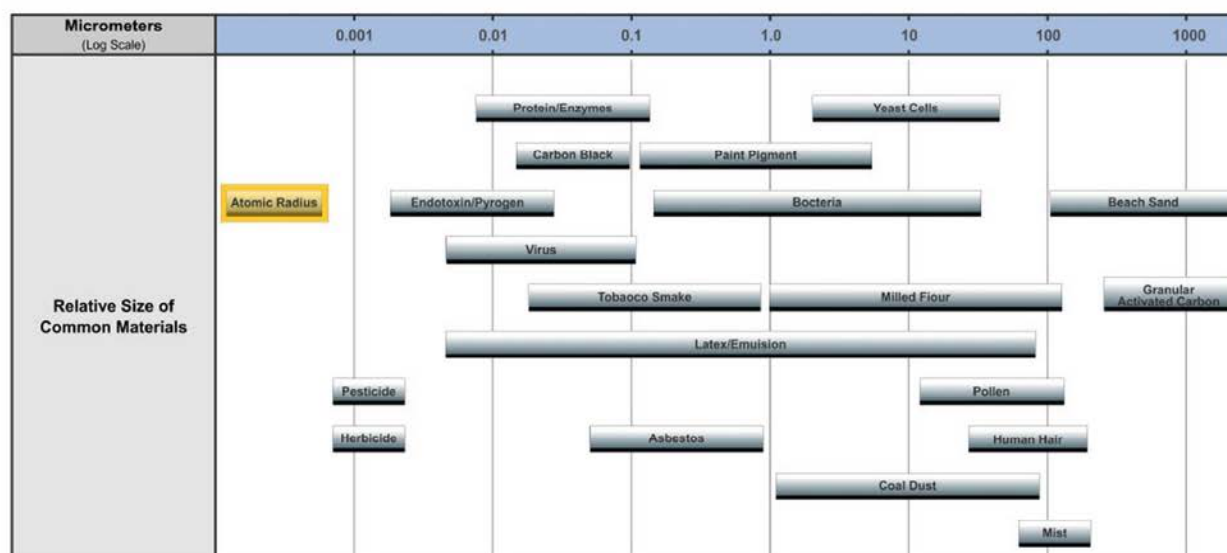 Micrometers
(Log Scale)
0.001 0.01 0.1 1.0 10 100 1000
Protein/Enzymes Yeast Cells
Carbon Black Paint Pigment
Atomic Radius Endotoxin/Pyrogen Bocteria Beach Sand
Virus
Relative Size of
Common Materials
Tobaoco Smake Milled Fiour Granular
Activated Carbon
Latex/Emuision
Pesticide Pollen
Herbicide Asbestos Human Hair
Coal Dust
Mist